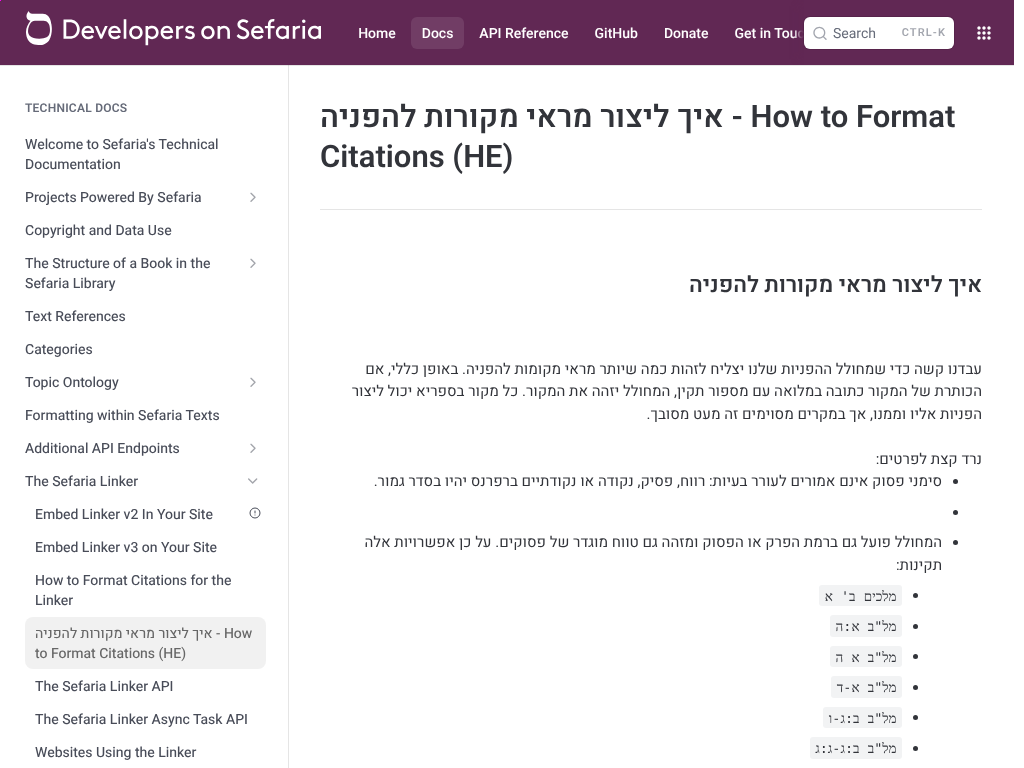 Developers on Sefaria
Home Docs API Reference GitHub Donate Get in Touc Search CTRL-K
TECHNICAL DOCS
Welcome to Sefaria's Technical
Documentation
Projects Powered By Sefaria
Copyright and Data Use
The Structure of a Book in the
Sefaria Library
Text References
Categories
Topic Ontology
Formatting within Sefaria Texts
Additional API Endpoints
The Sefaria Linker
Embed Linker v2 In Your Site
Embed Linker v3 on Your Site
How to Format Citations for the
Linker
איך ליצור מראי מקורות להפניה - How
to Format Citations (HE)
The Sefaria Linker API
The Sefaria Linker Async Task API
Websites Using the Linker
איך ליצור מראי מקורות להפניה - How to Format
Citations (HE)
איך ליצור מראי מקורות להפניה
עבדנו קשה כדי שמחולל ההפניות שלנו יצליח לזהות כמה שיותר מראי מקומות להפניה. באופן כללי, אם
הכותרת של המקור כתובה במלואה עם מספור תקין, המחולל יזהה את המקור. כל מקור בספריא יכול ליצור
הפניות אליו וממנו, אך במקרים מסוימים זה מעט מסובך.
נרד קצת לפרטים:
סימני פסוק אינם אמורים לעורר בעיות: רווח, פסיק, נקודה או נקודתיים ברפרנס יהיו בסדר גמור.
המחולל פועל גם ברמת הפרק או הפסוק ומזהה גם טווח מוגדר של פסוקים. על כן אפשרויות אלה
תקינות:
מלכים ב' א
מל"ב א:ה
מל"ב א ה
מל"ב א-ד
מל"ב ב:ג-ו
מל"ב ב:ג-ג:ג